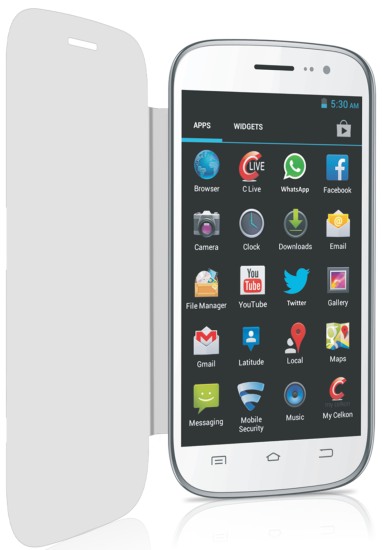 5:30 AM
APPS WIDGETS
LIVE
Browser C Live WhatsApp Facebook
Camera Clock Downloads Email
You
Tube
File Manager YouTube Twitter Gallery
Gmail Latitude Local Maps
Messaging Mobile Security Music My Celkon